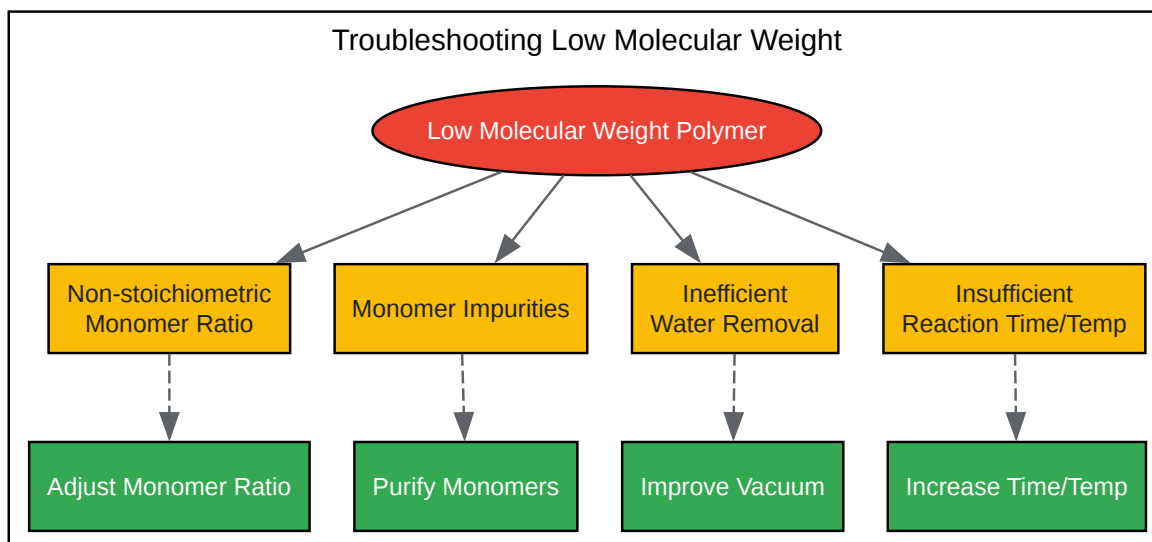 Troubleshooting Low Molecular Weight
Low Molecular Weight Polymer
Non-stoichiometric
Monomer Ratio
Monomer Impurities
Inefficient
Water Removal
Insufficient
Reaction Time/Temp
Adjust Monomer Ratio
Purify Monomers
Improve Vacuum
Increase Time/Temp